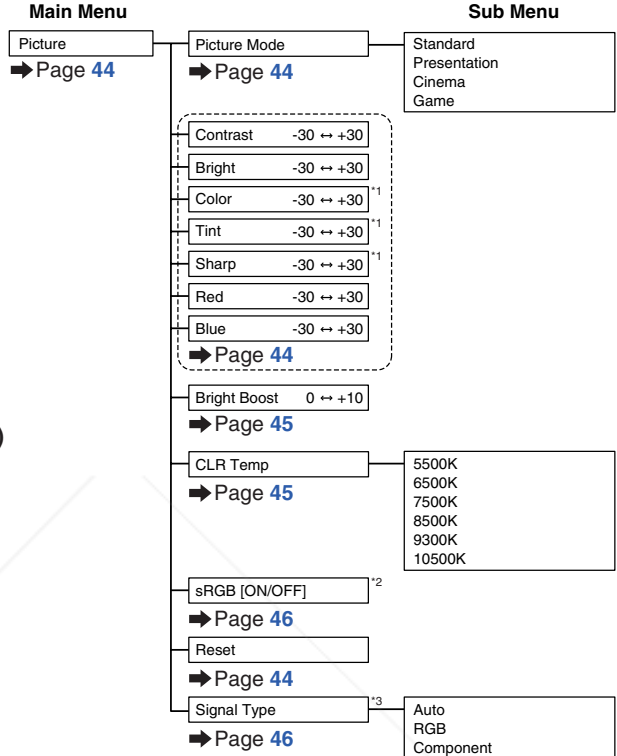 Main Menu
Sub Menu
Picture
➡Page 44
Picture Mode
➡Page 44
Standard
Presentation
Cinema
Game
Contrast -30 ↔ +30
Bright -30 ↔ +30
Color -30 ↔ +30 *1
Tint -30 ↔ +30 *1
Sharp -30 ↔ +30 *1
Red -30 ↔ +30
Blue -30 ↔ +30
➡Page 44
Bright Boost 0 ↔ +10
➡Page 45
CLR Temp
➡Page 45
5500K
6500K
7500K
8500K
9300K
10500K
sRGB [ON/OFF] *2
➡Page 46
Reset
➡Page 44
Signal Type *3
➡Page 46
Auto
RGB
Component